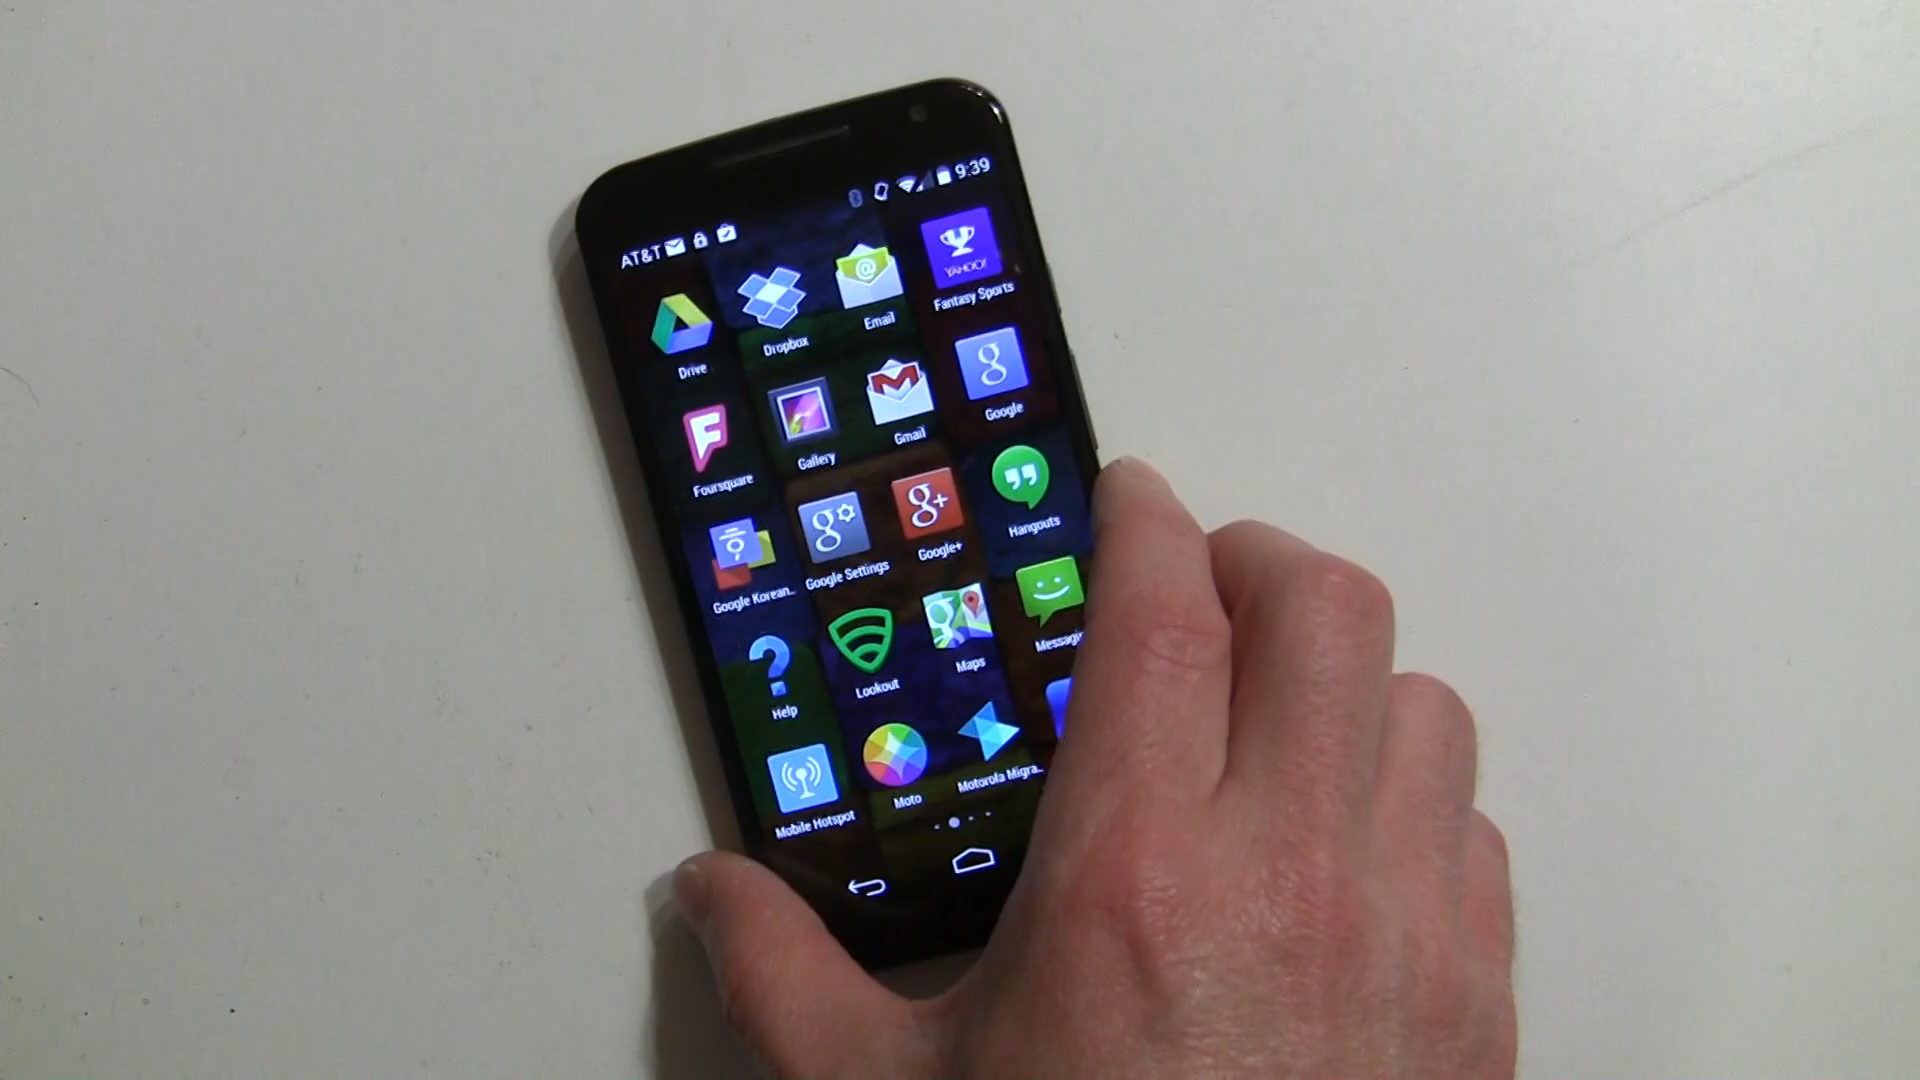 AT&T 9:39
Drive Dropbox Email YAHOO! Fantasy Sports
Foursquare Gallery Gmail g Google
Google Korean.. g Google Settings g+ Google+ Hangouts
Help Lookout g Maps Messagi
Mobile Hotspot Moto Motorola Migra..